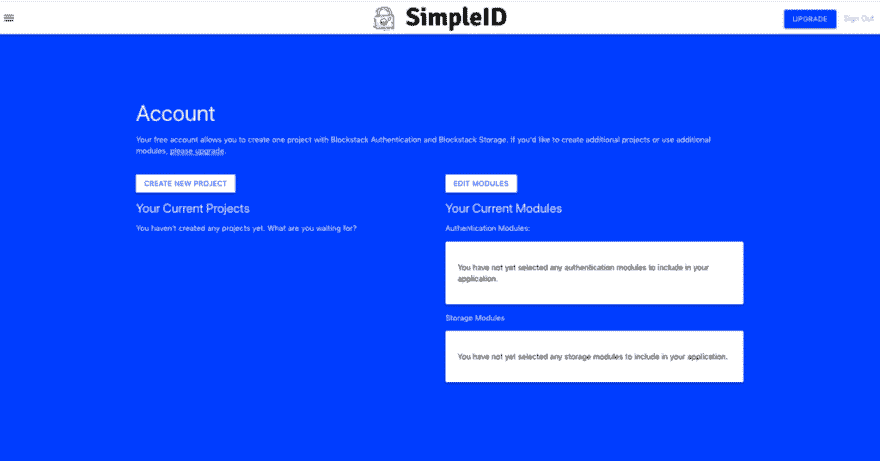 SimpleID
UPGRADE
Sign Out
Account
Your free account allows you to create one project with Blockstack Authentication and Blockstack Storage. If you'd like to create additional projects or use additional
modules, please upgrade.
CREATE NEW PROJECT
Your Current Projects
You haven't created any projects yet. What are you waiting for?
EDIT MODULES
Your Current Modules
Authentication Modules:
You have not yet selected any authentication modules to include in your
application.
Storage Modules
You have not yet selected any storage modules to include in your application.